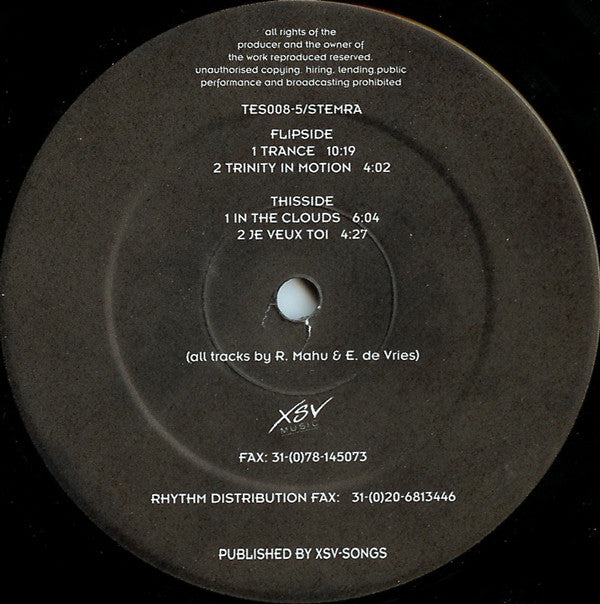 all rights of the
producer and the owner of
the work reproduced reserved.
unauthorised copying, hiring, lending,public
performance and broadcasting prohibited
TES008-5/STEMRA
FLIPSIDE
1 TRANCE 10:19
2 TRINITY IN MOTION 4:02
THISSIDE
1 IN THE CLOUDS 6:04
2 JE VEUX TOI 4:27
(all tracks by R. Mahu & E. de Vries)
XSV
MUSIC
FAX: 31-(0)78-145073
RHYTHM DISTRIBUTION FAX: 31-(0)20-6813446
PUBLISHED BY XSV-SONGS